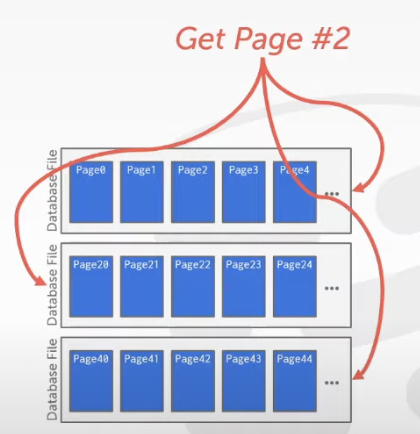 Get Page #2
Database File
Page0 Page1 Page2 Page3 Page4 ...
Database File
Page20 Page21 Page22 Page23 Page24 ...
Database File
Page40 Page41 Page42 Page43 Page44 ...